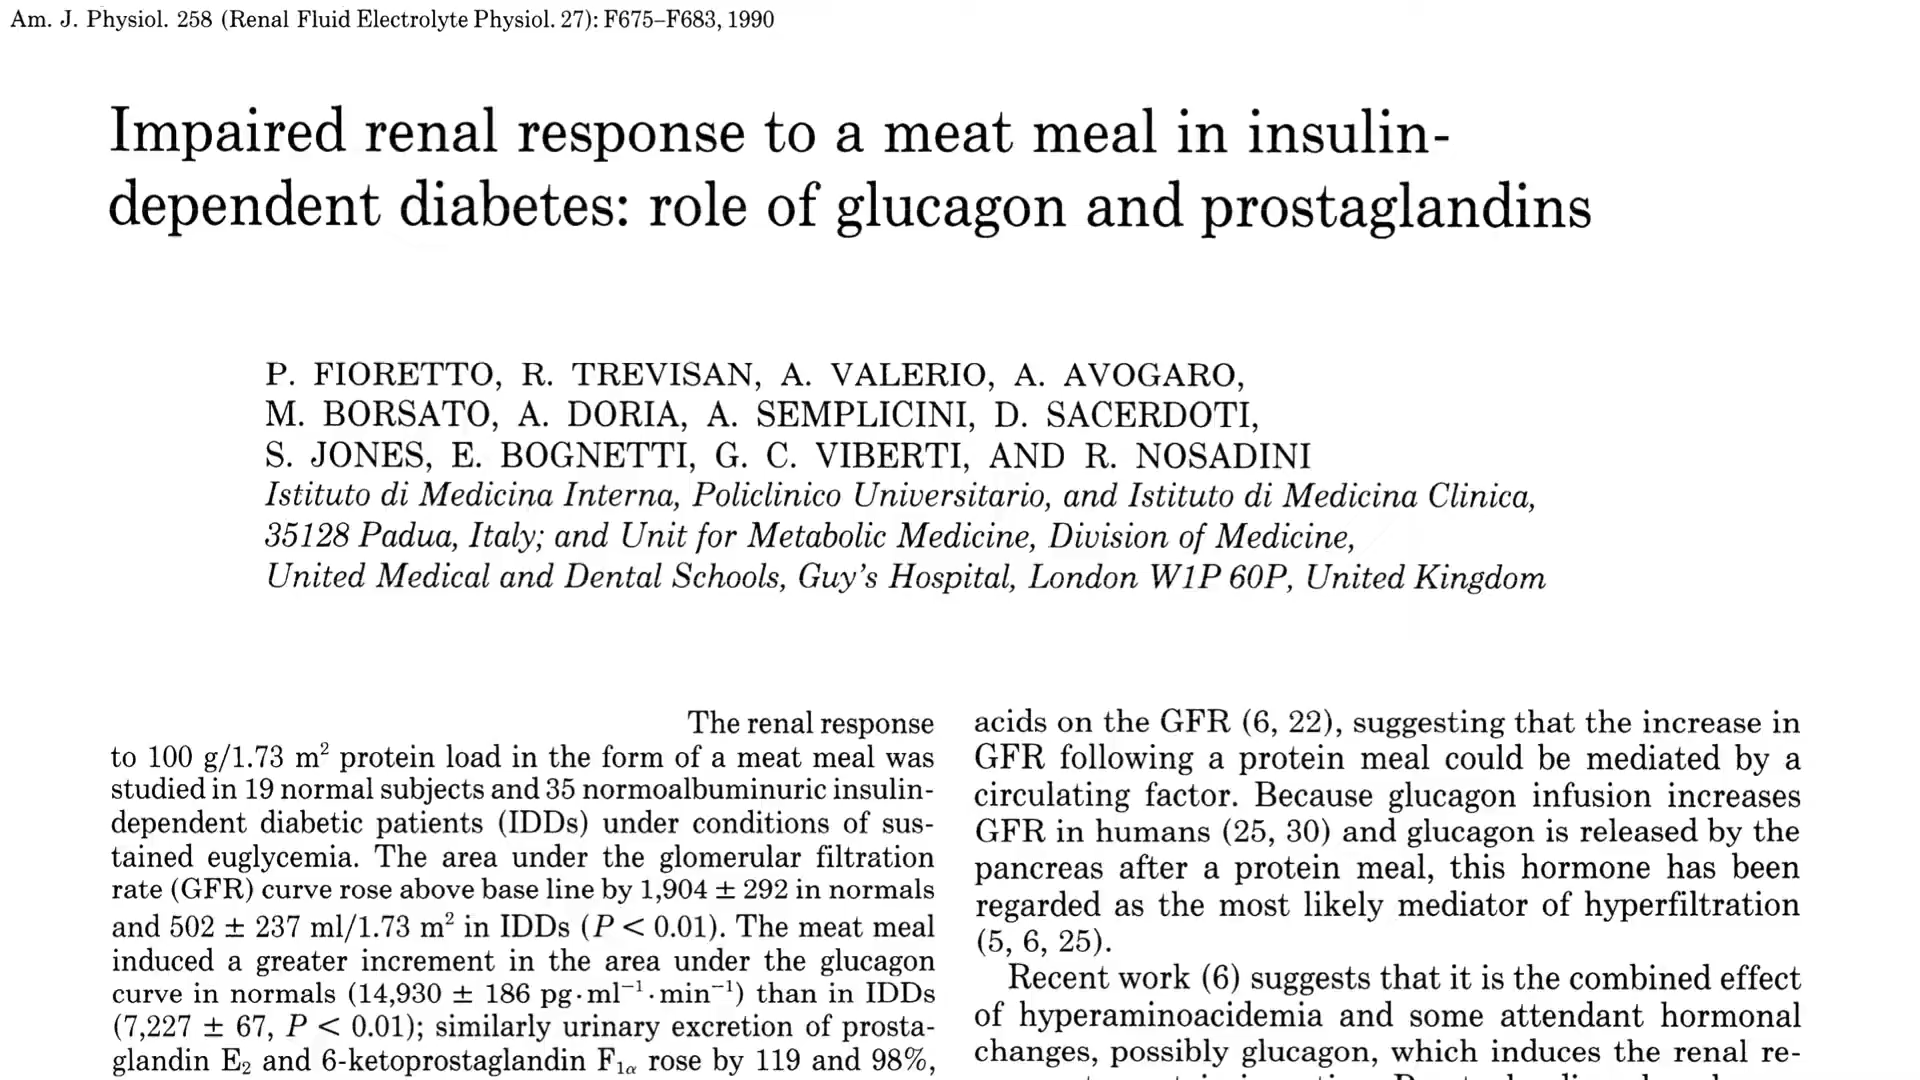 Am. J. Physiol. 258 (Renal Fluid Electrolyte Physiol. 27): F675–F683, 1990
Impaired renal response to a meat meal in insulin-
dependent diabetes: role of glucagon and prostaglandins
P. FIORETTO, R. TREVISAN, A. VALERIO, A. AVOGARO,
M. BORSATO, A. DORIA, A. SEMPLICINI, D. SACERDOTI,
S. JONES, E. BOGNETTI, G. C. VIBERTI, AND R. NOSADINI
Istituto di Medicina Interna, Policlinico Universitario, and Istituto di Medicina Clinica,
35128 Padua, Italy; and Unit for Metabolic Medicine, Division of Medicine,
United Medical and Dental Schools, Guy's Hospital, London W1P 60P, United Kingdom
The renal response
to 100 g/1.73 m² protein load in the form of a meat meal was
studied in 19 normal subjects and 35 normoalbuminuric insulin-
dependent diabetic patients (IDDs) under conditions of sus-
tained euglycemia. The area under the glomerular filtration
rate (GFR) curve rose above base line by 1,904 ± 292 in normals
and 502 ± 237 ml/1.73 m² in IDDs (P < 0.01). The meat meal
induced a greater increment in the area under the glucagon
curve in normals (14,930 ± 186 pg·ml⁻¹·min⁻¹) than in IDDs
(7,227 ± 67, P < 0.01); similarly urinary excretion of prosta-
glandin E₂ and 6-ketoprostaglandin F₁α rose by 119 and 98%,
acids on the GFR (6, 22), suggesting that the increase in
GFR following a protein meal could be mediated by a
circulating factor. Because glucagon infusion increases
GFR in humans (25, 30) and glucagon is released by the
pancreas after a protein meal, this hormone has been
regarded as the most likely mediator of hyperfiltration
(5, 6, 25).
Recent work (6) suggests that it is the combined effect
of hyperaminoacidemia and some attendant hormonal
changes, possibly glucagon, which induces the renal re-